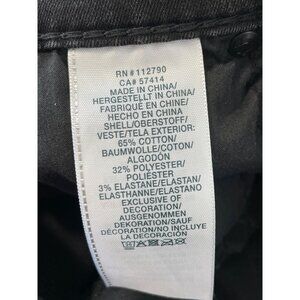 RN# 112790
CA# 57414
MADE IN CHINA/
HERGESTELLT IN CHINA/
FABRIQUÉ EN CHINE/
HECHO EN CHINA
SHELL/OBERSTOFF/
VESTE/TELA EXTERIOR:
65% COTTON/
BAUMWOLLE/COTON/
ALGODÓN
32% POLYESTER/
POLIÉSTER
3% ELASTANE/ELASTAN/
ELASTHANNE/ELASTANO
EXCLUSIVE OF
DECORATION/
AUSGENOMMEN
DEKORATION/SAUF
DÉCORATION/NO INCLUYE
LA DECORACIÓN